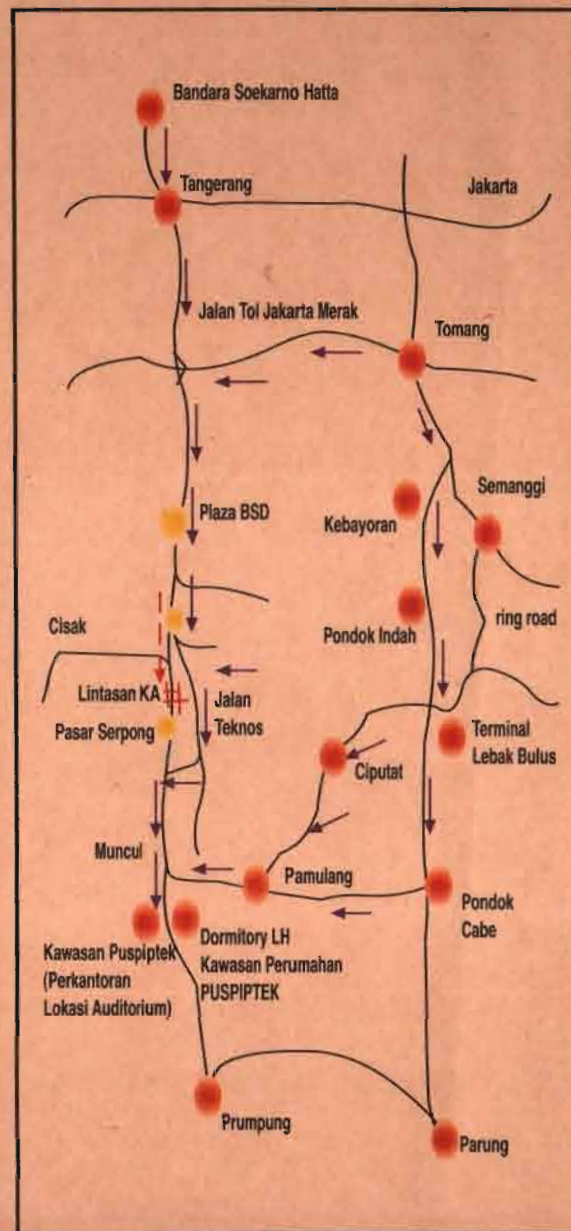 Bandara Soekarno Hatta
Tangerang
Jakarta
Jalan Tol Jakarta Merak
Tomang
Semanggi
Plaza BSD
Kebayoran
Cisak
Pondok Indah
ring road
Lintasan KA
Jalan
Teknos
Pasar Serpong
Terminal
Lebak Bulus
Ciputat
Muncul
Pamulang
Pondok
Cabe
Dormitory LH
Kawasan Perumahan
PUSPIPTEK
Kawasan Puspiptek
(Perkantoran
Lokasi Auditorium)
Prumpung
Parung